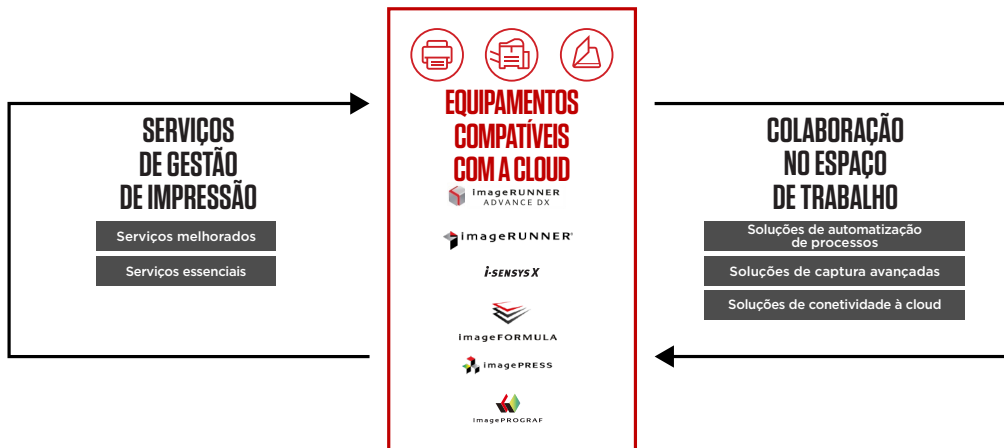 SERVIÇOS
DE GESTÃO
DE IMPRESSÃO
Serviços melhorados
Serviços essenciais
EQUIPAMENTOS
COMPATÍVEIS
COM A CLOUD
imageRUNNER
ADVANCE DX
imageRUNNER®
i-SENSYS X
imageFORMULA
imagePRESS
imagePROGRAF
COLABORAÇÃO
NO ESPAÇO
DE TRABALHO
Soluções de automatização
de processos
Soluções de captura avançadas
Soluções de conetividade à cloud